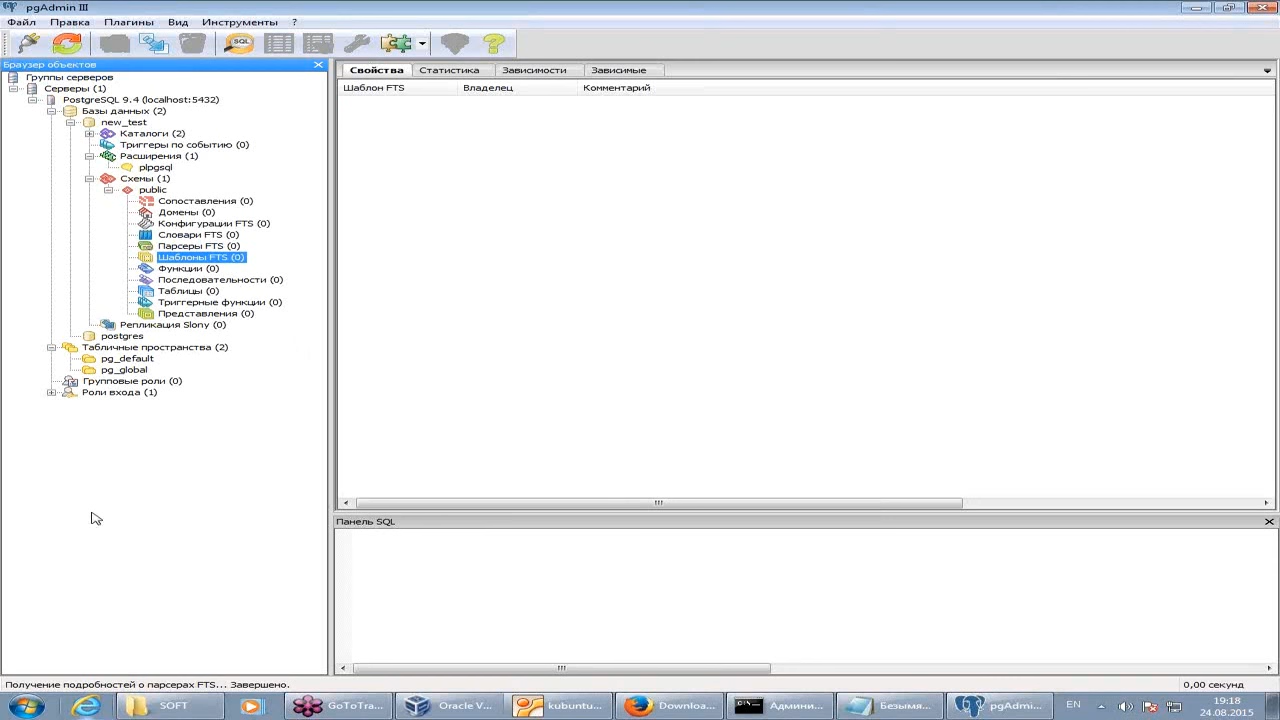 pgAdmin III
Файл Правка Плагины Вид Инструменты ?
SQL
Браузер объектов
Группы серверов
Серверы (1)
PostgreSQL 9.4 (localhost:5432)
Базы данных (2)
new_test
Каталоги (2)
Триггеры по событию (0)
Расширения (1)
plpgsql
Схемы (1)
public
Сопоставления (0)
Домены (0)
Конфигурации FTS (0)
Словари FTS (0)
Парсеры FTS (0)
Шаблоны FTS (0)
Функции (0)
Последовательности (0)
Таблицы (0)
Триггерные функции (0)
Представления (0)
Репликация Slony (0)
postgres
Табличные пространства (2)
pg_default
pg_global
Групповые роли (0)
Роли входа (1)
Свойства Статистика Зависимости Зависимые
Шаблон FTS Владелец Комментарий
Панель SQL
Получение подробностей о парсерах FTS... Завершено.
0,00 секунд
SOFT
GoToTra...
Oracle V...
kubuntu...
Downloa...
Админи...
Безымя...
pgAdmi...
EN
19:18
24.08.2015